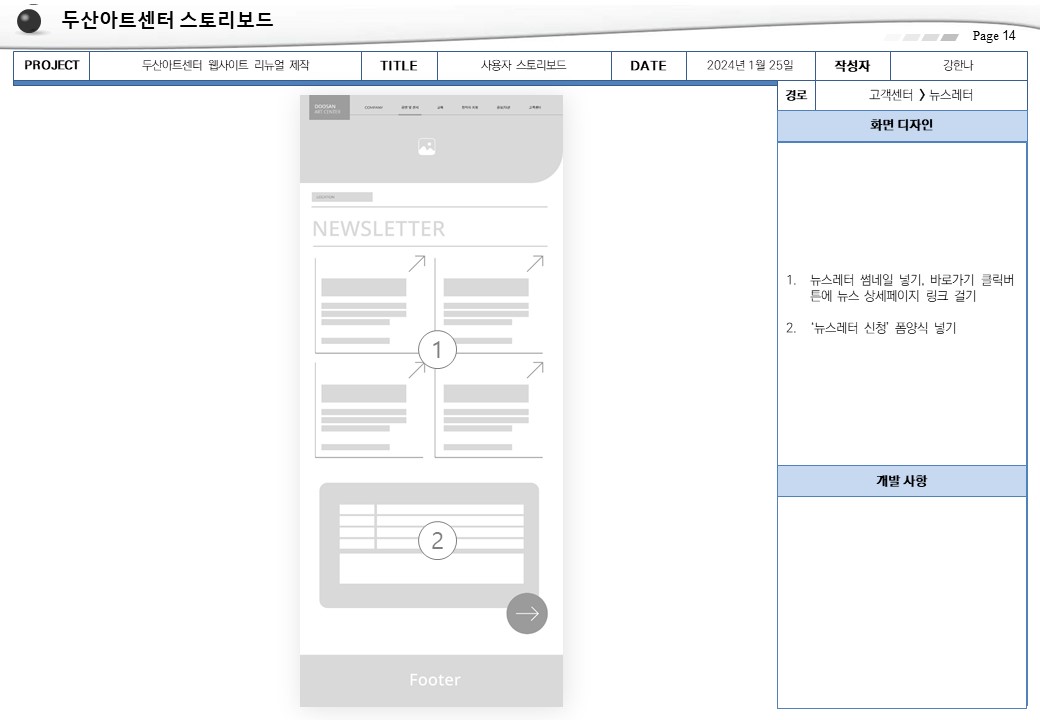 두산아트센터 스토리보드
Page 14
PROJECT 두산아트센터 웹사이트 리뉴얼 제작 TITLE 사용자 스토리보드 DATE 2024년 1월 25일 작성자 강한나
경로 고객센터 ❯ 뉴스레터
화면 디자인
DOOSAN
ART CENTER
COMPANY
NEWSLETTER
1
2
Footer
1. 뉴스레터 썸네일 넣기, 바로가기 클릭버
튼에 뉴스 상세페이지 링크 걸기
2. ‘뉴스레터 신청’ 폼양식 넣기
개발 사항